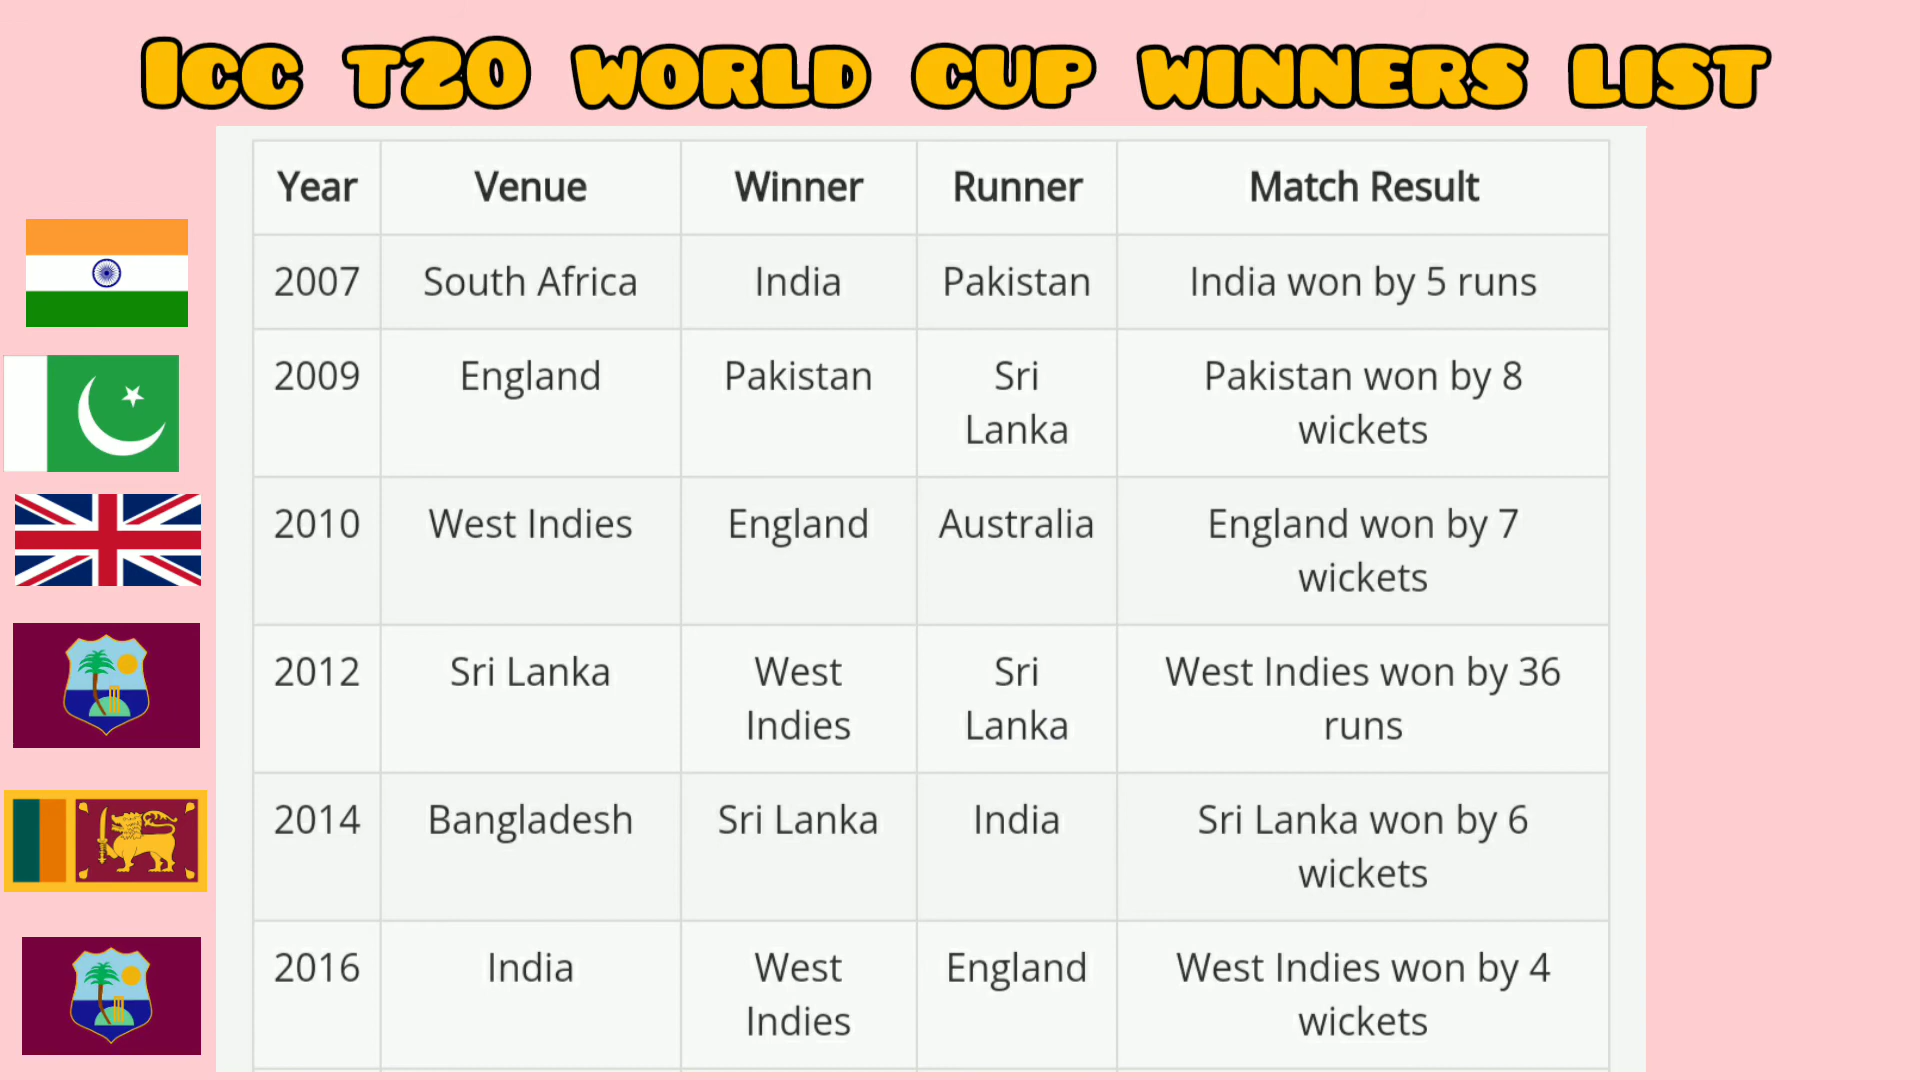 ICC T20 WORLD CUP WINNERS LIST
Year Venue Winner Runner Match Result
2007 South Africa India Pakistan India won by 5 runs
2009 England Pakistan Sri Pakistan won by 8
Lanka wickets
2010 West Indies England Australia England won by 7
wickets
2012 Sri Lanka West Sri West Indies won by 36
Indies Lanka runs
2014 Bangladesh Sri Lanka India Sri Lanka won by 6
wickets
2016 India West England West Indies won by 4
Indies wickets